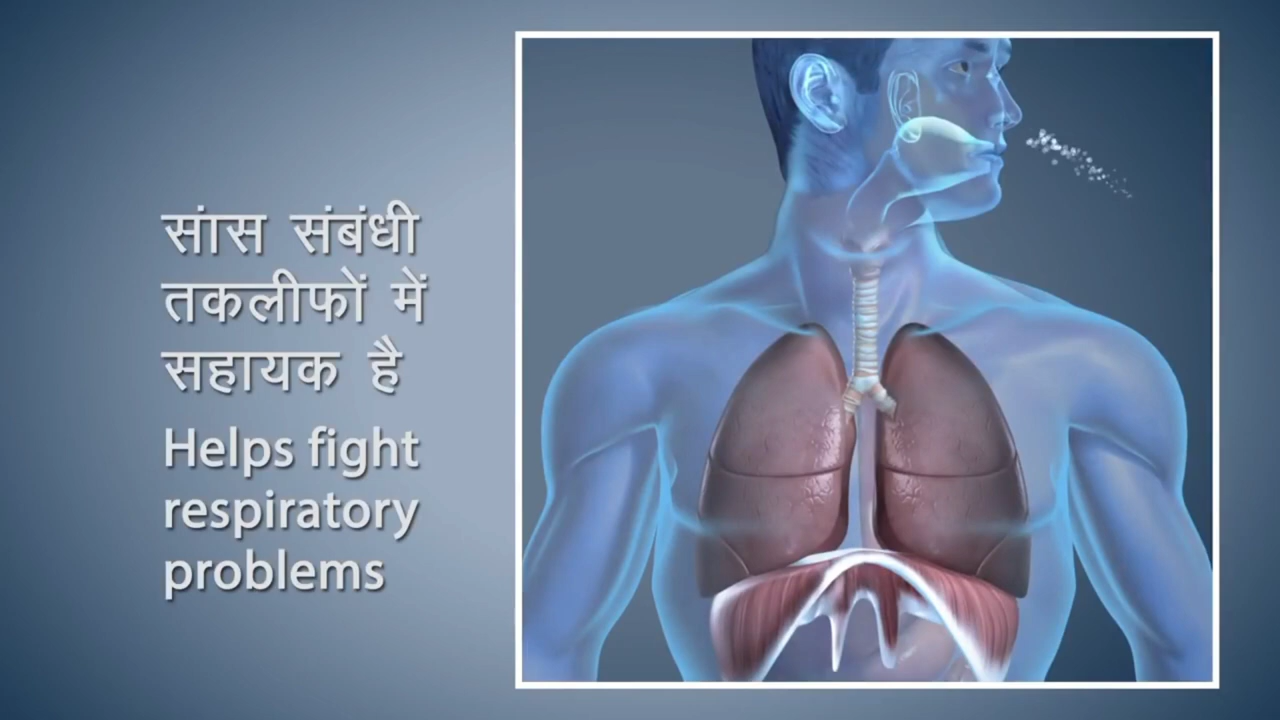 सांस संबंधी
तकलीफों में
सहायक है
Helps fight
respiratory
problems